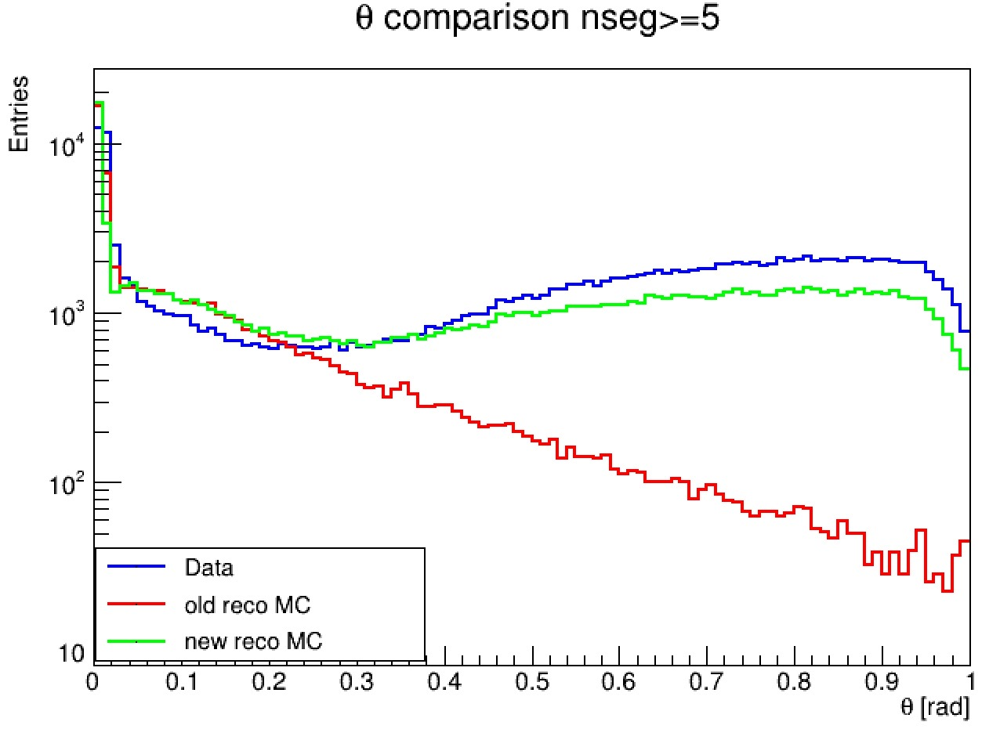 θ comparison nseg>=5
Entries
10⁴
10³
10²
10
Data
old reco MC
new reco MC
0 0.1 0.2 0.3 0.4 0.5 0.6 0.7 0.8 0.9 1
θ [rad]